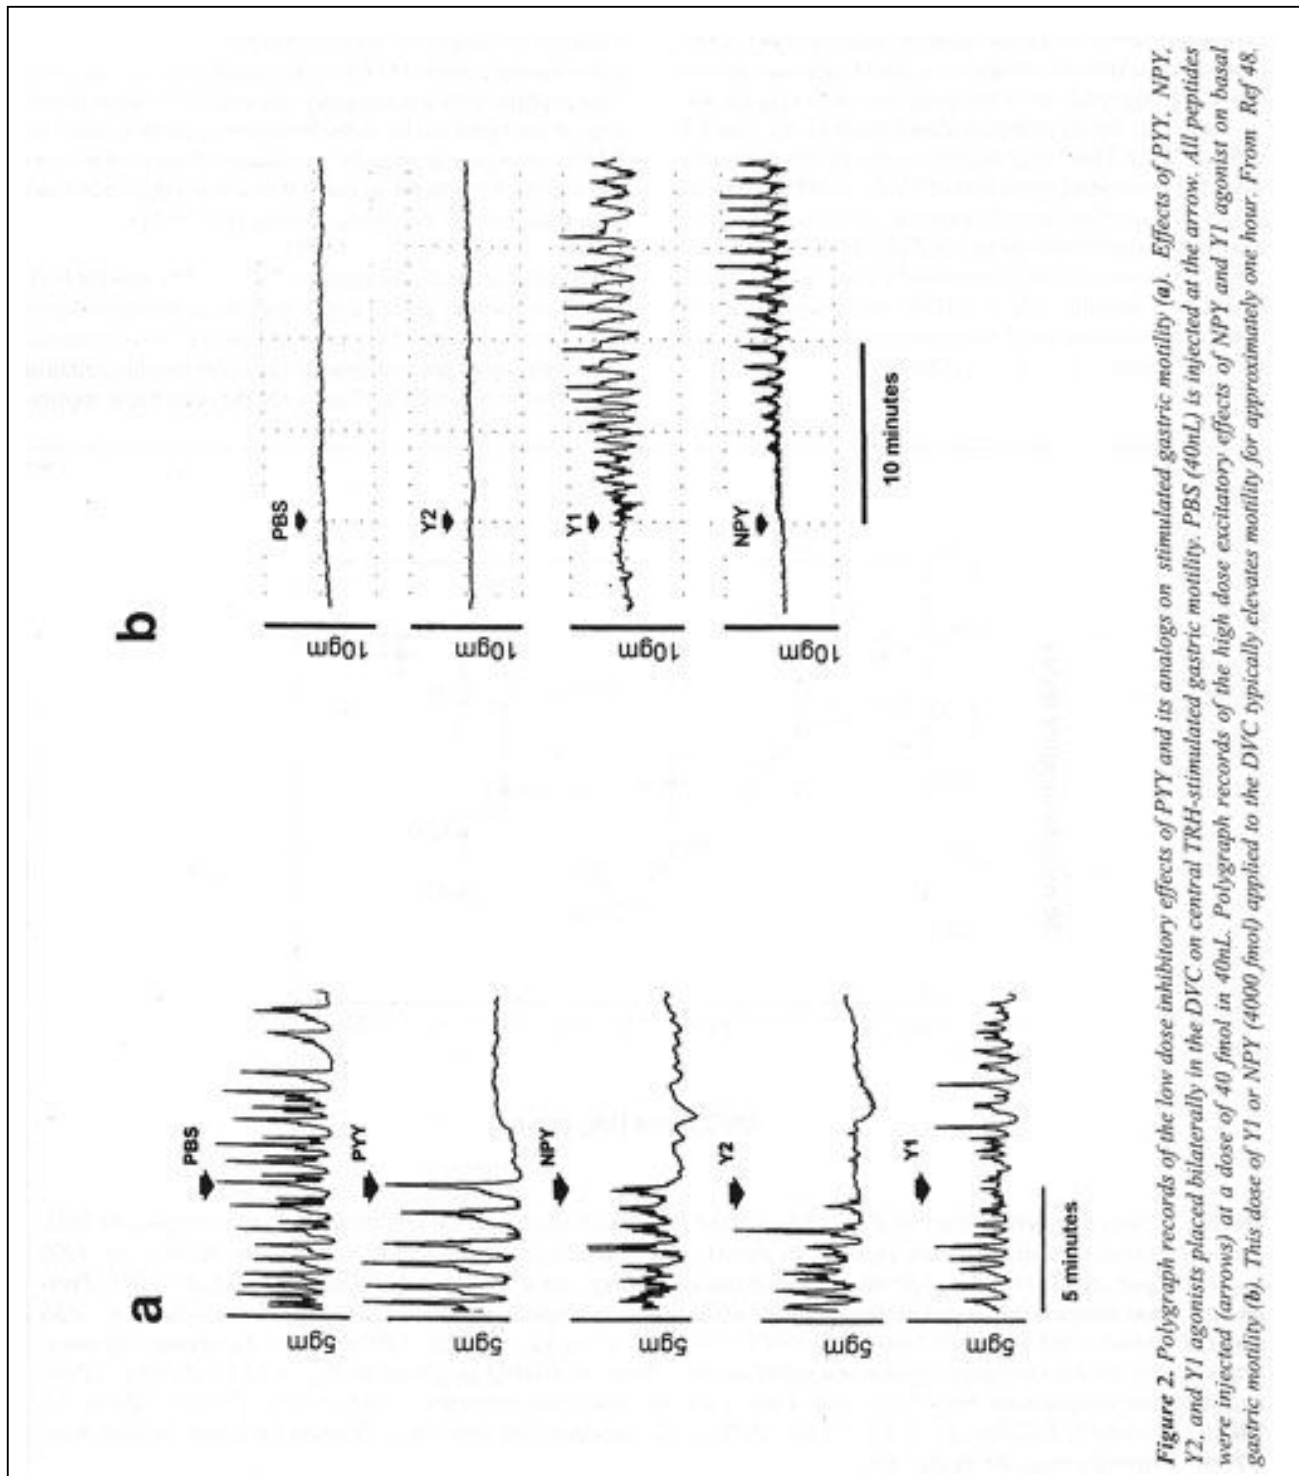 a
PBS
5gm
PYY
5gm
NPY
5gm
Y2
5gm
Y1
5gm
5 minutes
b
PBS
10gm
Y2
10gm
Y1
10gm
NPY
10gm
10 minutes
Figure 2. Polygraph records of the low dose inhibitory effects of PYY and its analogs on stimulated gastric motility (a). Effects of PYY, NPY,
Y2, and Y1 agonists placed bilaterally in the DVC on central TRH-stimulated gastric motility. PBS (40nL) is injected at the arrow. All peptides
were injected (arrows) at a dose of 40 fmol in 40nL. Polygraph records of the high dose excitatory effects of NPY and Y1 agonist on basal
gastric motility (b). This dose of Y1 or NPY (4000 fmol) applied to the DVC typically elevates motility for approximately one hour. From Ref 48.